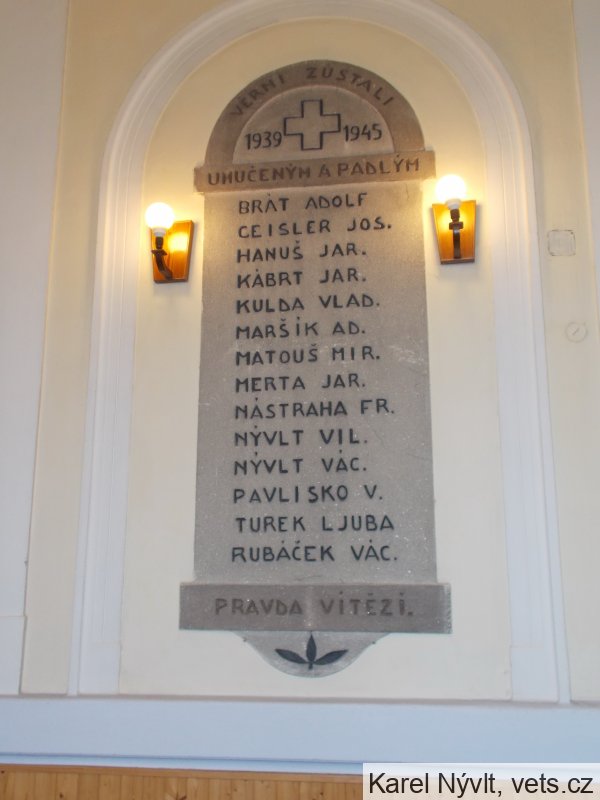 VĚRNI ZŮSTALI
1939 1945
UMUČENÝM A PADLÝM
BRÁT ADOLF
GEISLER JOS.
HANUŠ JAR.
KÁBRT JAR.
KULDA VLAD.
MARŠÍK AD.
MATOUŠ MIR.
MERTA JAR.
NÁSTRAHA FR.
NÝVLT VIL.
NÝVLT VÁC.
PAVLISKO V.
TUREK LJUBA
RUBÁČEK VÁC.
PRAVDA VÍTĚZÍ.
Karel Nývlt, vets.cz